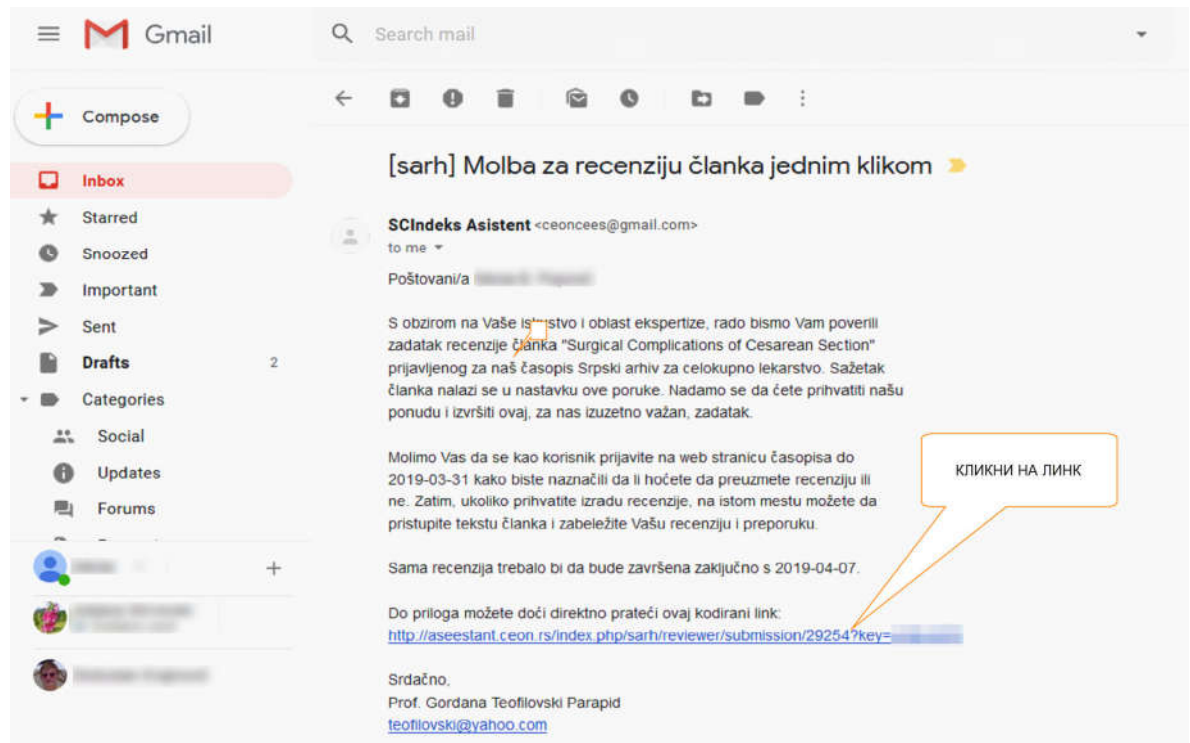 Gmail
Search mail
Compose
Inbox
Starred
Snoozed
Important
Sent
Drafts 2
Categories
Social
Updates
Forums
[sarh] Molba za recenziju članka jednim klikom
SCIndeks Asistent <ceoncees@gmail.com>
to me
Poštovani/a
S obzirom na Vaše iskustvo i oblast ekspertize, rado bismo Vam poverili
zadatak recenzije članka "Surgical Complications of Cesarean Section"
prijavljenog za naš časopis Srpski arhiv za celokupno lekarstvo. Sažetak
članka nalazi se u nastavku ove poruke. Nadamo se da ćete prihvatiti našu
ponudu i izvršiti ovaj, za nas izuzetno važan, zadatak.
Molimo Vas da se kao korisnik prijavite na web stranicu časopisa do
2019-03-31 kako biste naznačili da li hoćete da preuzmete recenziju ili
ne. Zatim, ukoliko prihvatite izradu recenzije, na istom mestu možete da
pristupite tekstu članka i zabeležite Vašu recenziju i preporuku.
Sama recenzija trebalo bi da bude završena zaključno s 2019-04-07.
Do priloga možete doći direktno prateći ovaj kodirani link:
http://aseestant.ceon.rs/index.php/sarh/reviewer/submission/29254?key=
Srdačno,
Prof. Gordana Teofilovski Parapid
teofilovski@yahoo.com
КЛИКНИ НА ЛИНК